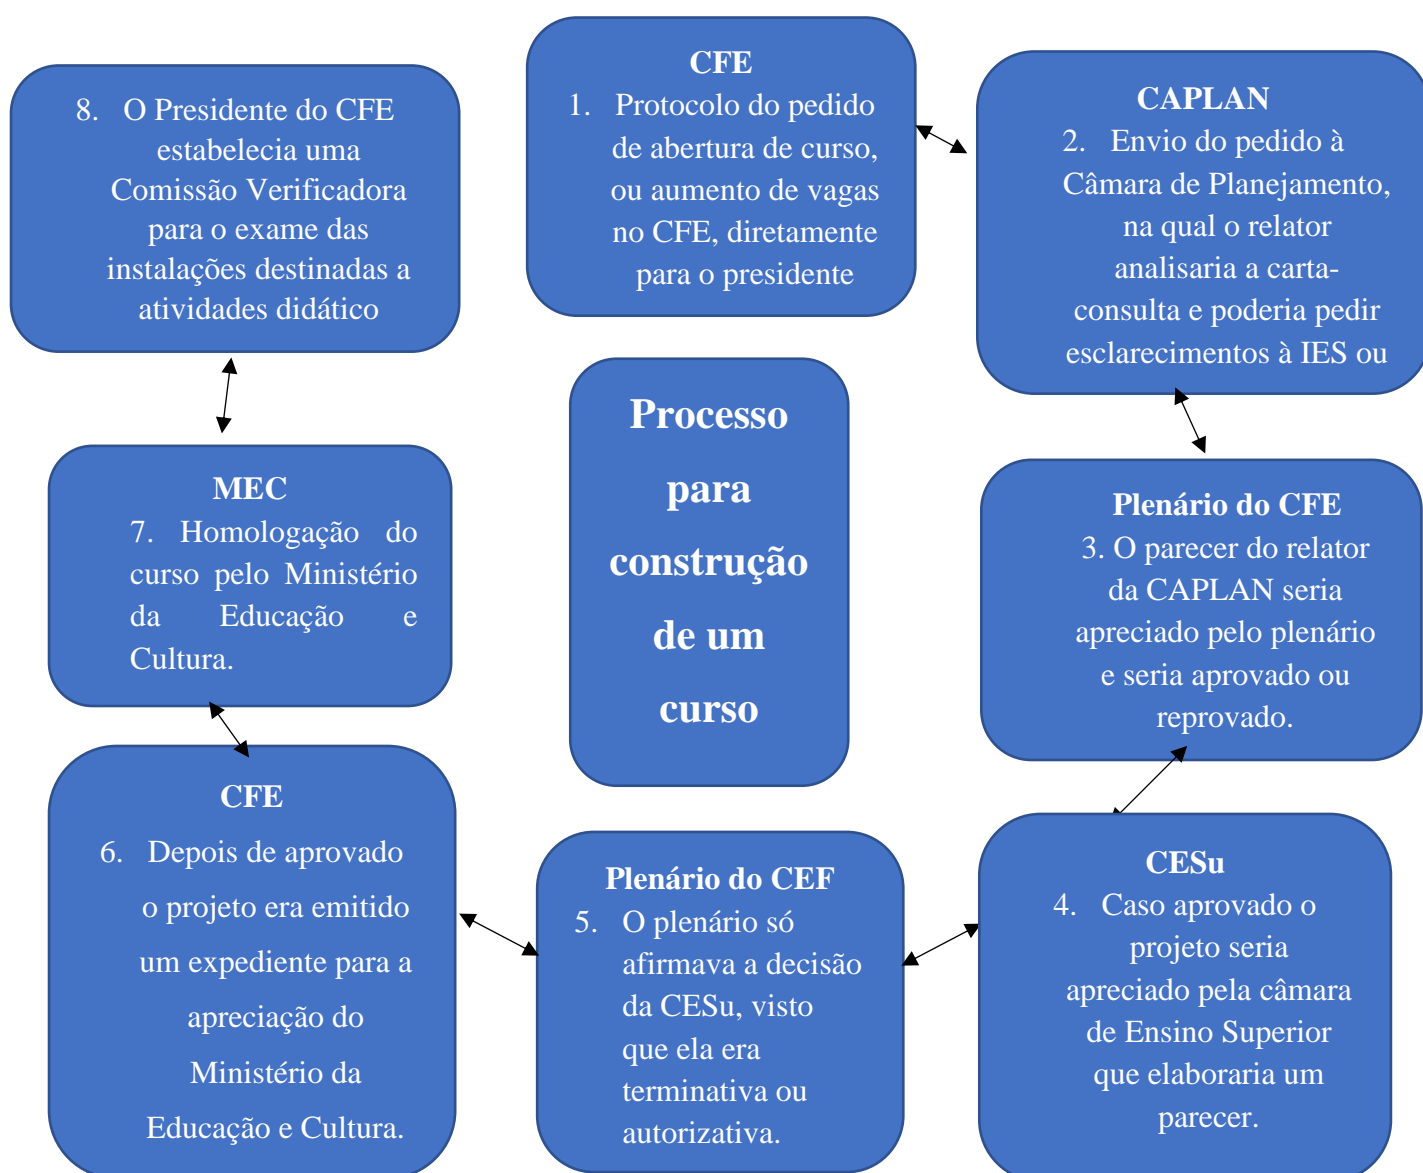 CFE
1. Protocolo do pedido
de abertura de curso,
ou aumento de vagas
no CFE, diretamente
para o presidente
CAPLAN
2. Envio do pedido à
Câmara de Planejamento,
na qual o relator
analisaria a carta-
consulta e poderia pedir
esclarecimentos à IES ou
Plenário do CFE
3. O parecer do relator
da CAPLAN seria
apreciado pelo plenário
e seria aprovado ou
reprovado.
CESu
4. Caso aprovado o
projeto seria
apreciado pela câmara
de Ensino Superior
que elaboraria um
parecer.
Plenário do CEF
5. O plenário só
afirmava a decisão
da CESu, visto
que ela era
terminativa ou
autorizativa.
CFE
6. Depois de aprovado
o projeto era emitido
um expediente para a
apreciação do
Ministério da
Educação e Cultura.
MEC
7. Homologação do
curso pelo Ministério
da Educação e
Cultura.
8. O Presidente do CFE
estabelecia uma
Comissão Verificadora
para o exame das
instalações destinadas a
atividades didático
Processo
para
construção
de um
curso